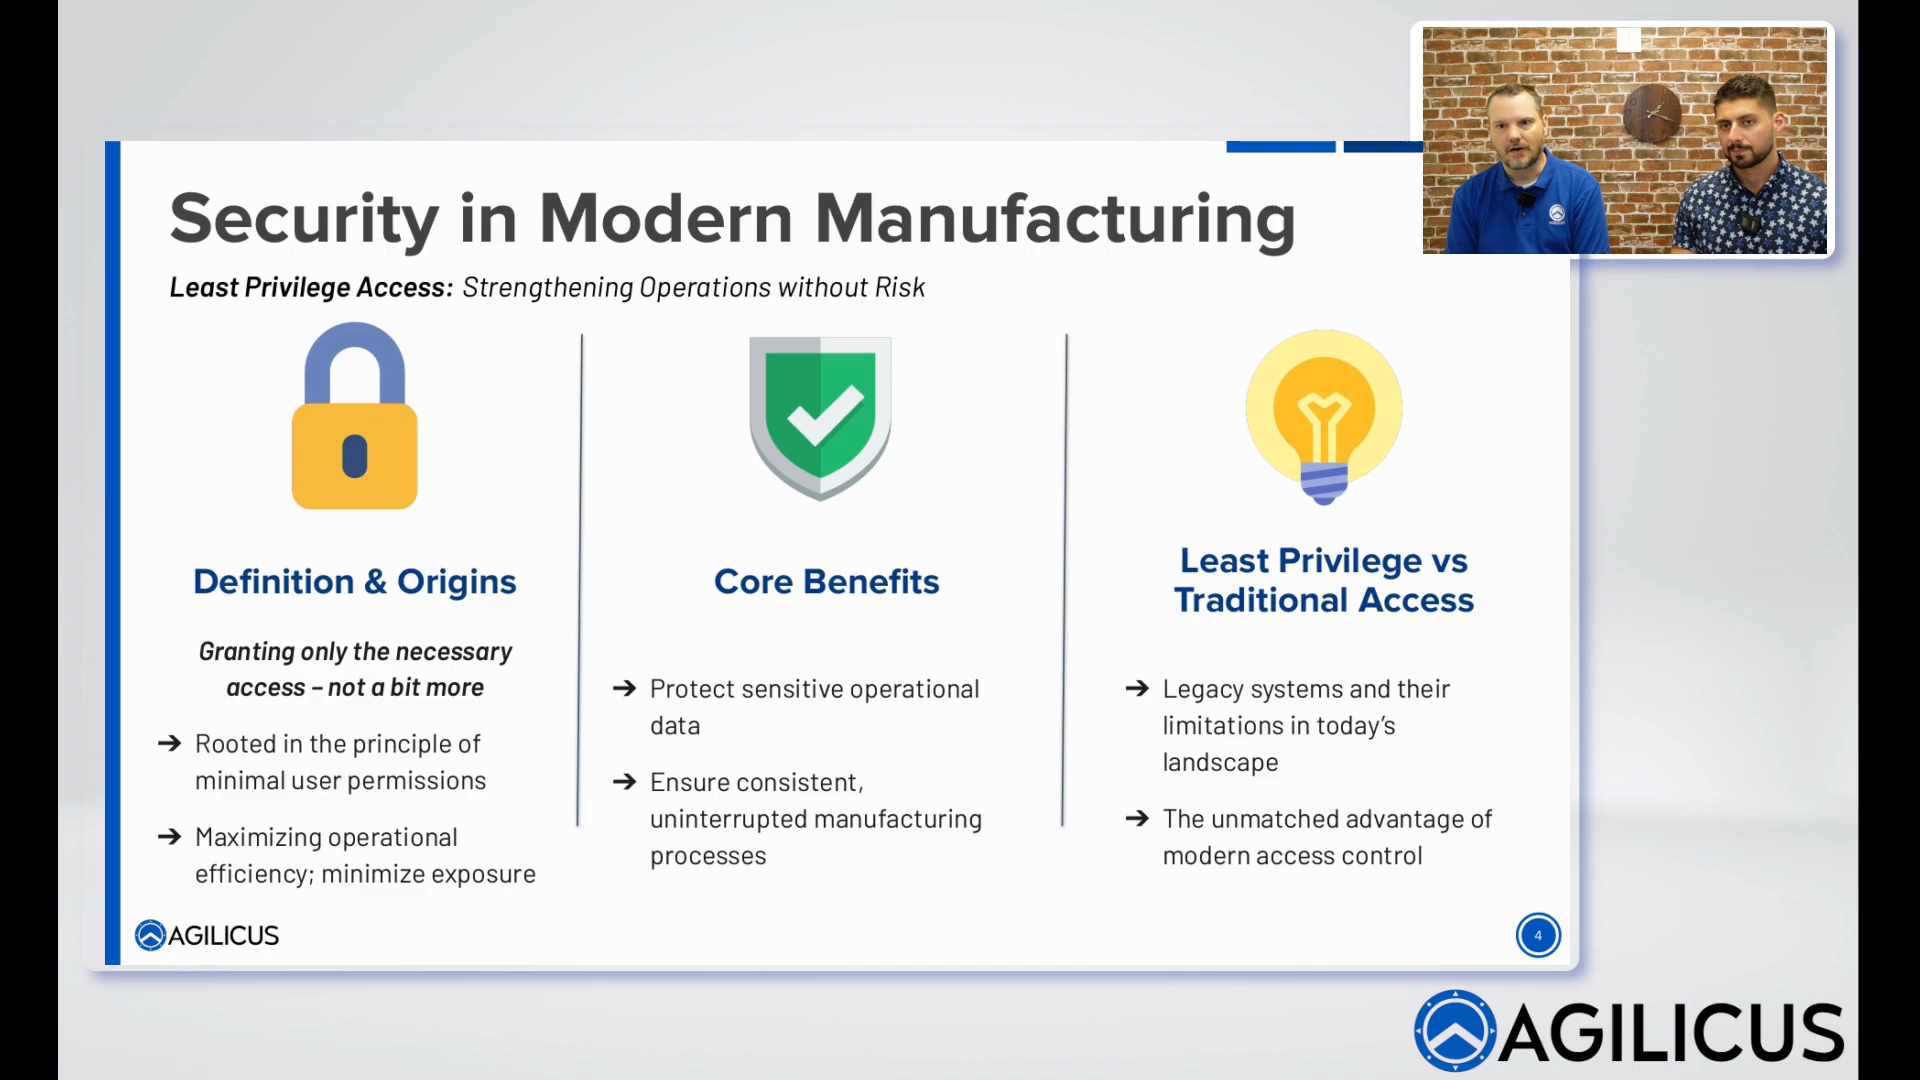 Security in Modern Manufacturing
Least Privilege Access: Strengthening Operations without Risk
Definition & Origins
Granting only the necessary
access – not a bit more
➔ Rooted in the principle of
minimal user permissions
➔ Maximizing operational
efficiency; minimize exposure
Core Benefits
➔ Protect sensitive operational
data
➔ Ensure consistent,
uninterrupted manufacturing
processes
Least Privilege vs
Traditional Access
➔ Legacy systems and their
limitations in today's
landscape
➔ The unmatched advantage of
modern access control
AGILICUS
4
AGILICUS